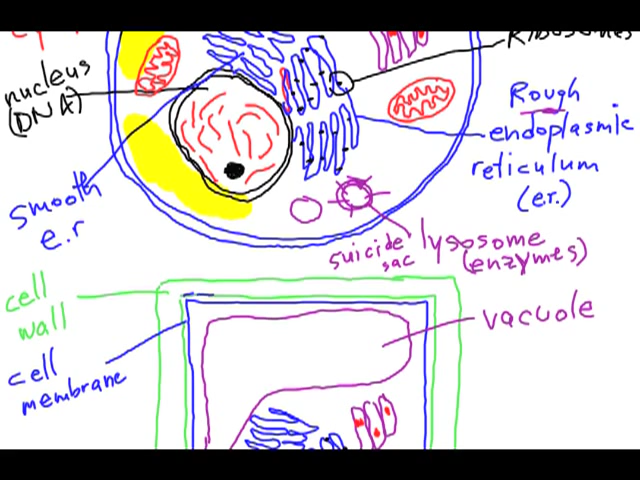 Ribosomes
nucleus
(DNA)
Rough
endoplasmic
reticulum
(e.r.)
smooth
e.r
suicide
sac
lysosome
(enzymes)
cell
wall
vacuole
cell
membrane